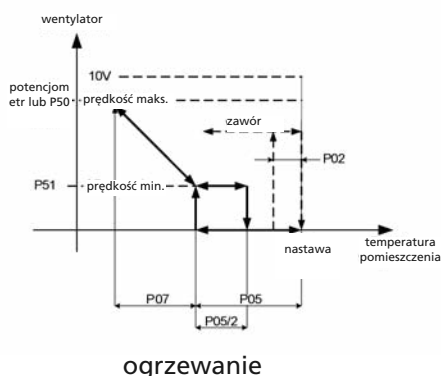 wentylator
10V
potencjom
etr lub P50
prędkość maks.
zawór
P02
P51
prędkość min.
nastawa
temperatura
pomieszczenia
P07
P05
P05/2
ogrzewanie